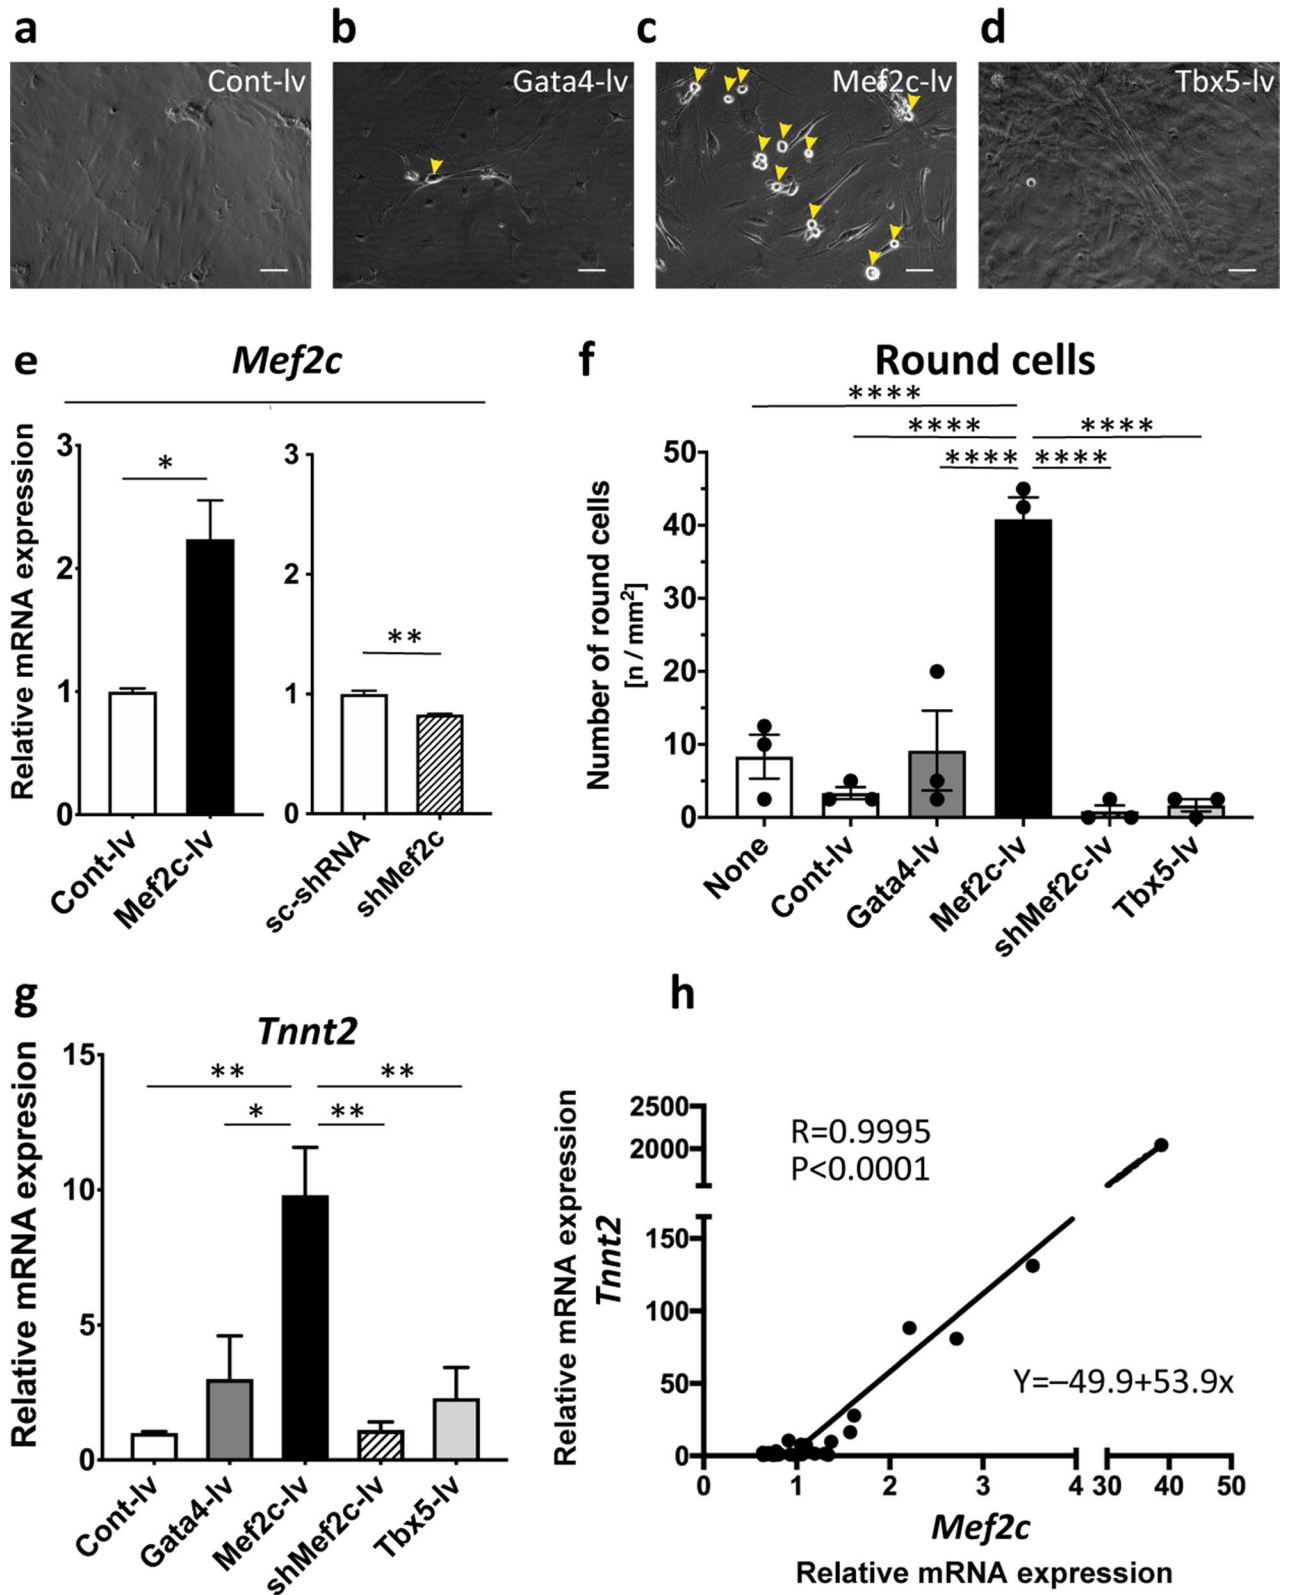 a
b
c
d
Cont-lv
Gata4-lv
Mef2c-lv
Tbx5-lv
e
Mef2c
Relative mRNA expression
3
2
1
0
*
Cont-lv
Mef2c-lv
3
2
1
0
**
sc-shRNA
shMef2c
f
Round cells
****
**** ****
**** ****
Number of round cells
[n / mm²]
50
40
30
20
10
0
None
Cont-lv
Gata4-lv
Mef2c-lv
shMef2c-lv
Tbx5-lv
g
Tnnt2
Relative mRNA expresion
15
10
5
0
** **
* **
Cont-lv
Gata4-lv
Mef2c-lv
shMef2c-lv
Tbx5-lv
h
Relative mRNA expression
Tnnt2
2500
2000
150
100
50
0
R=0.9995
P<0.0001
Y=–49.9+53.9x
0 1 2 3 4 30 40 50
Mef2c
Relative mRNA expression